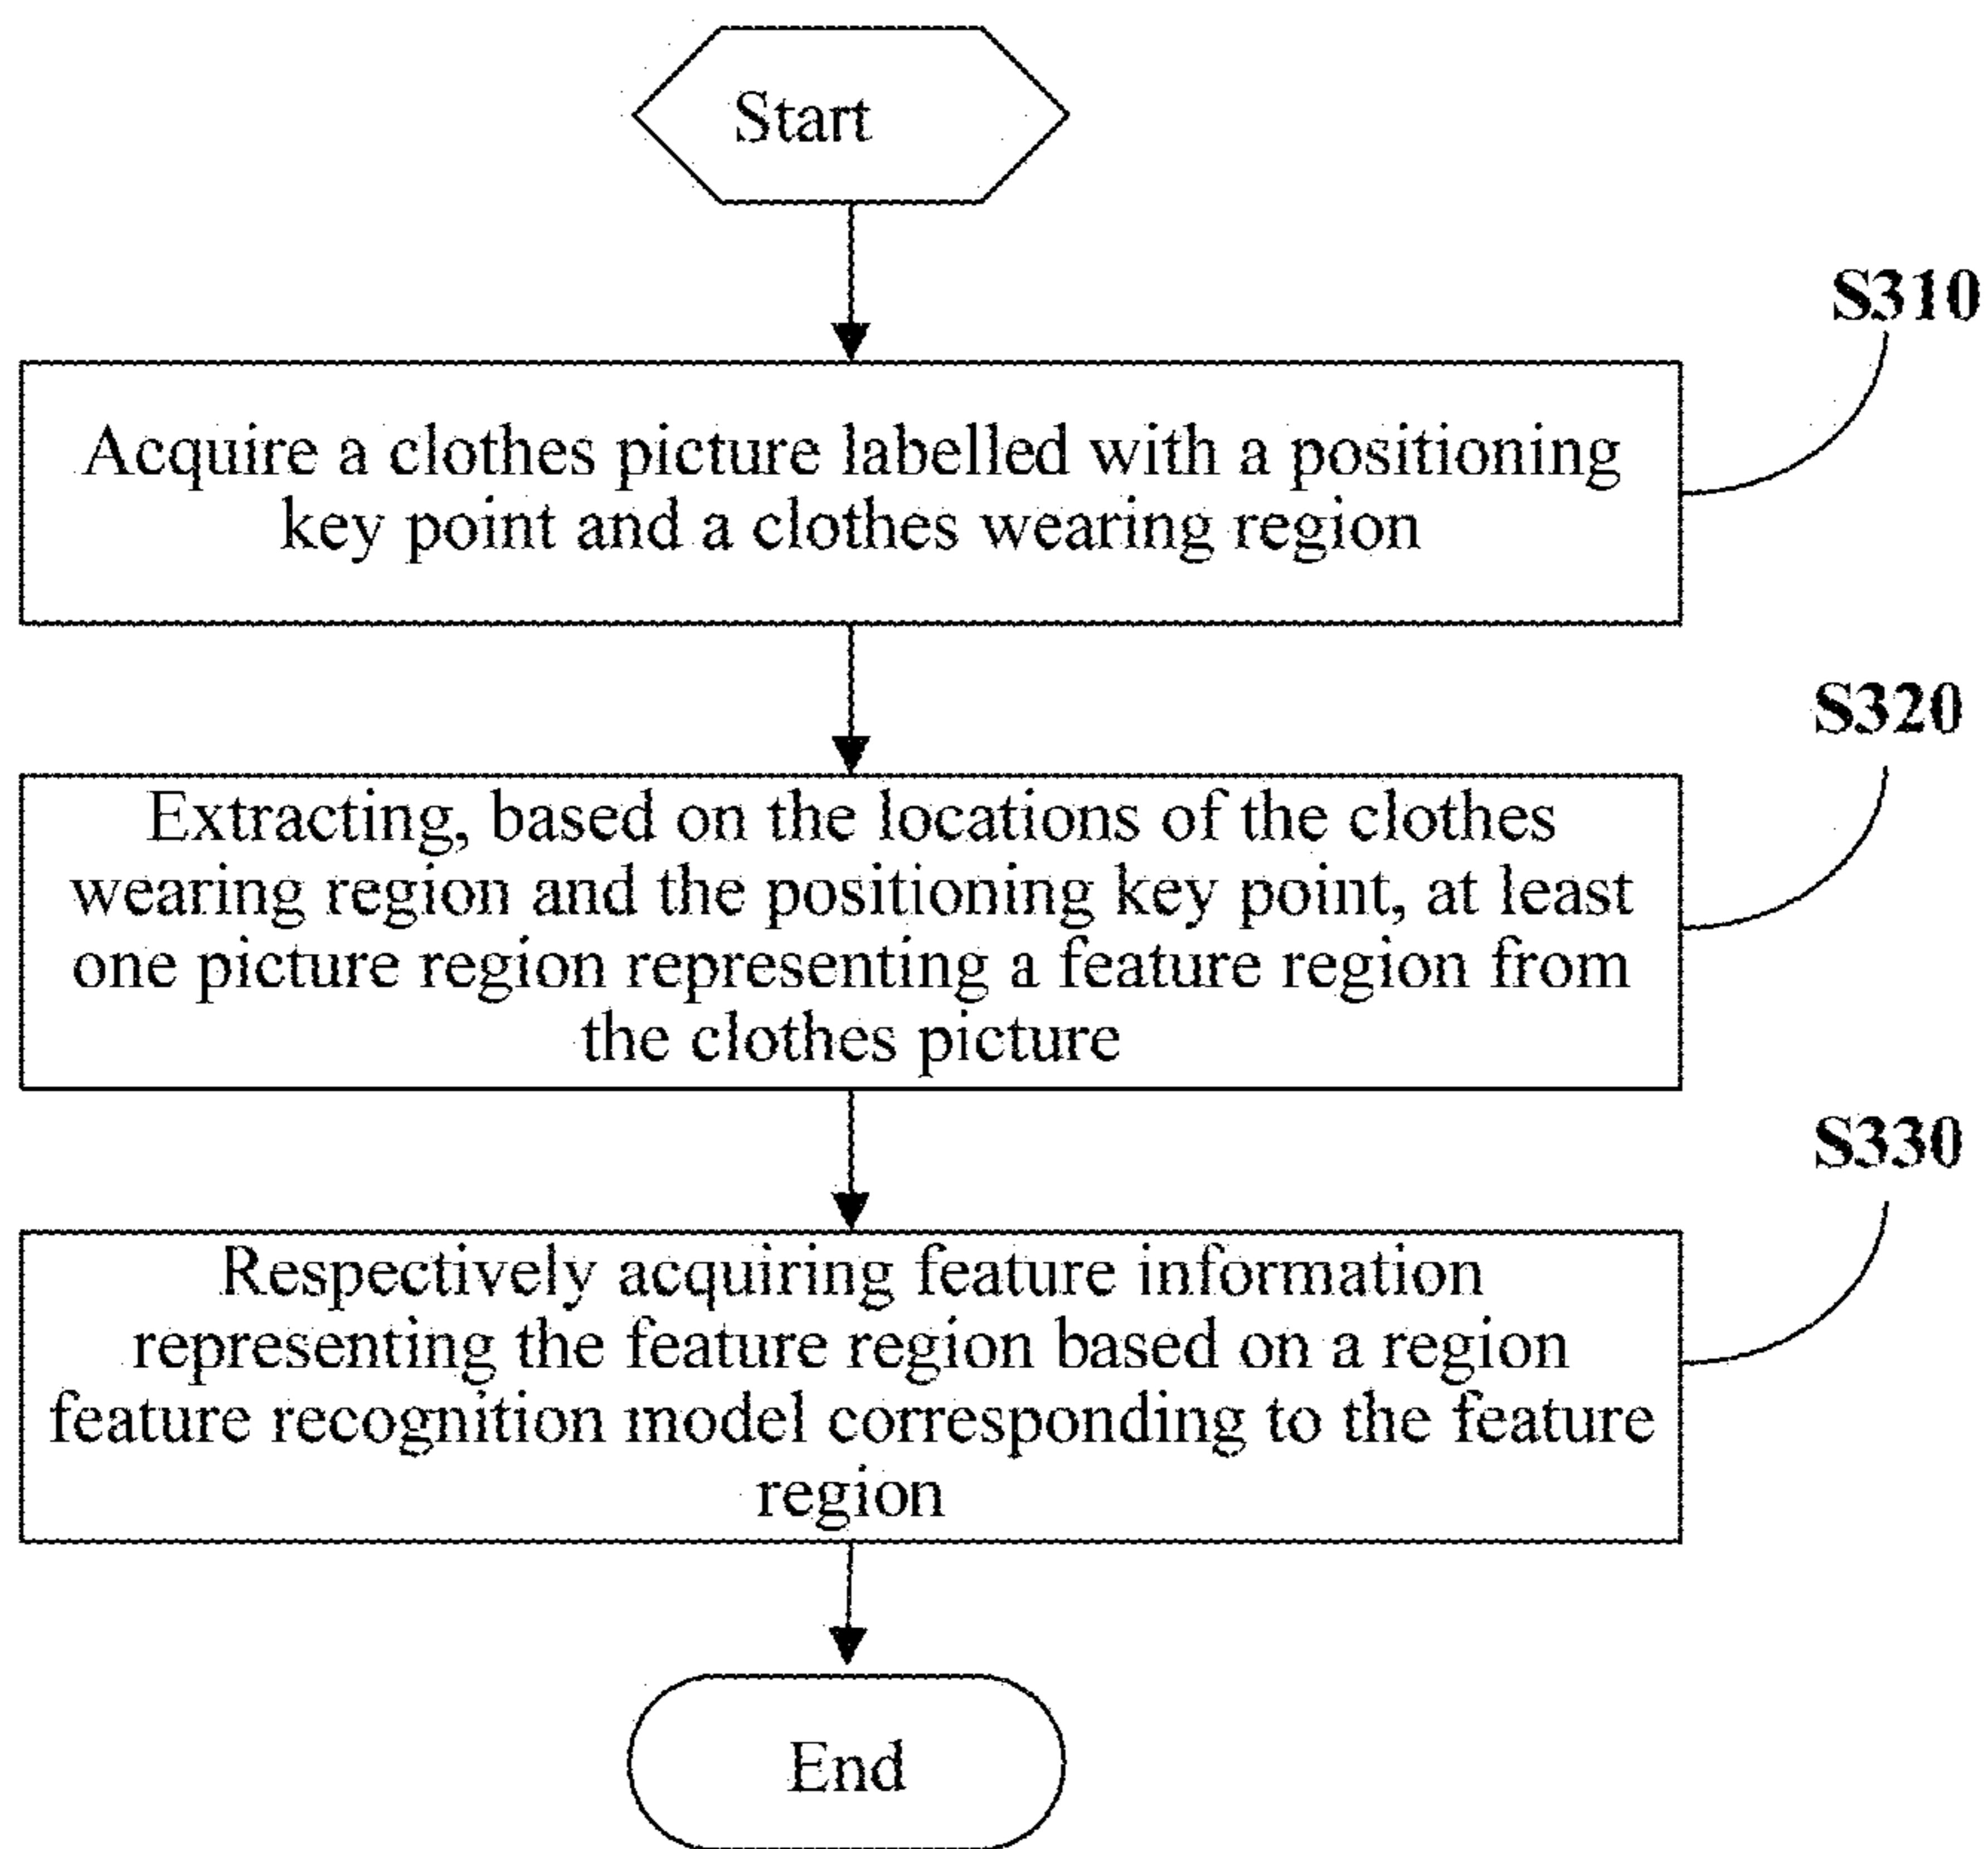 Start
S310
Acquire a clothes picture labelled with a positioning
key point and a clothes wearing region
S320
Extracting, based on the locations of the clothes
wearing region and the positioning key point, at least
one picture region representing a feature region from
the clothes picture
S330
Respectively acquiring feature information
representing the feature region based on a region
feature recognition model corresponding to the feature
region
End